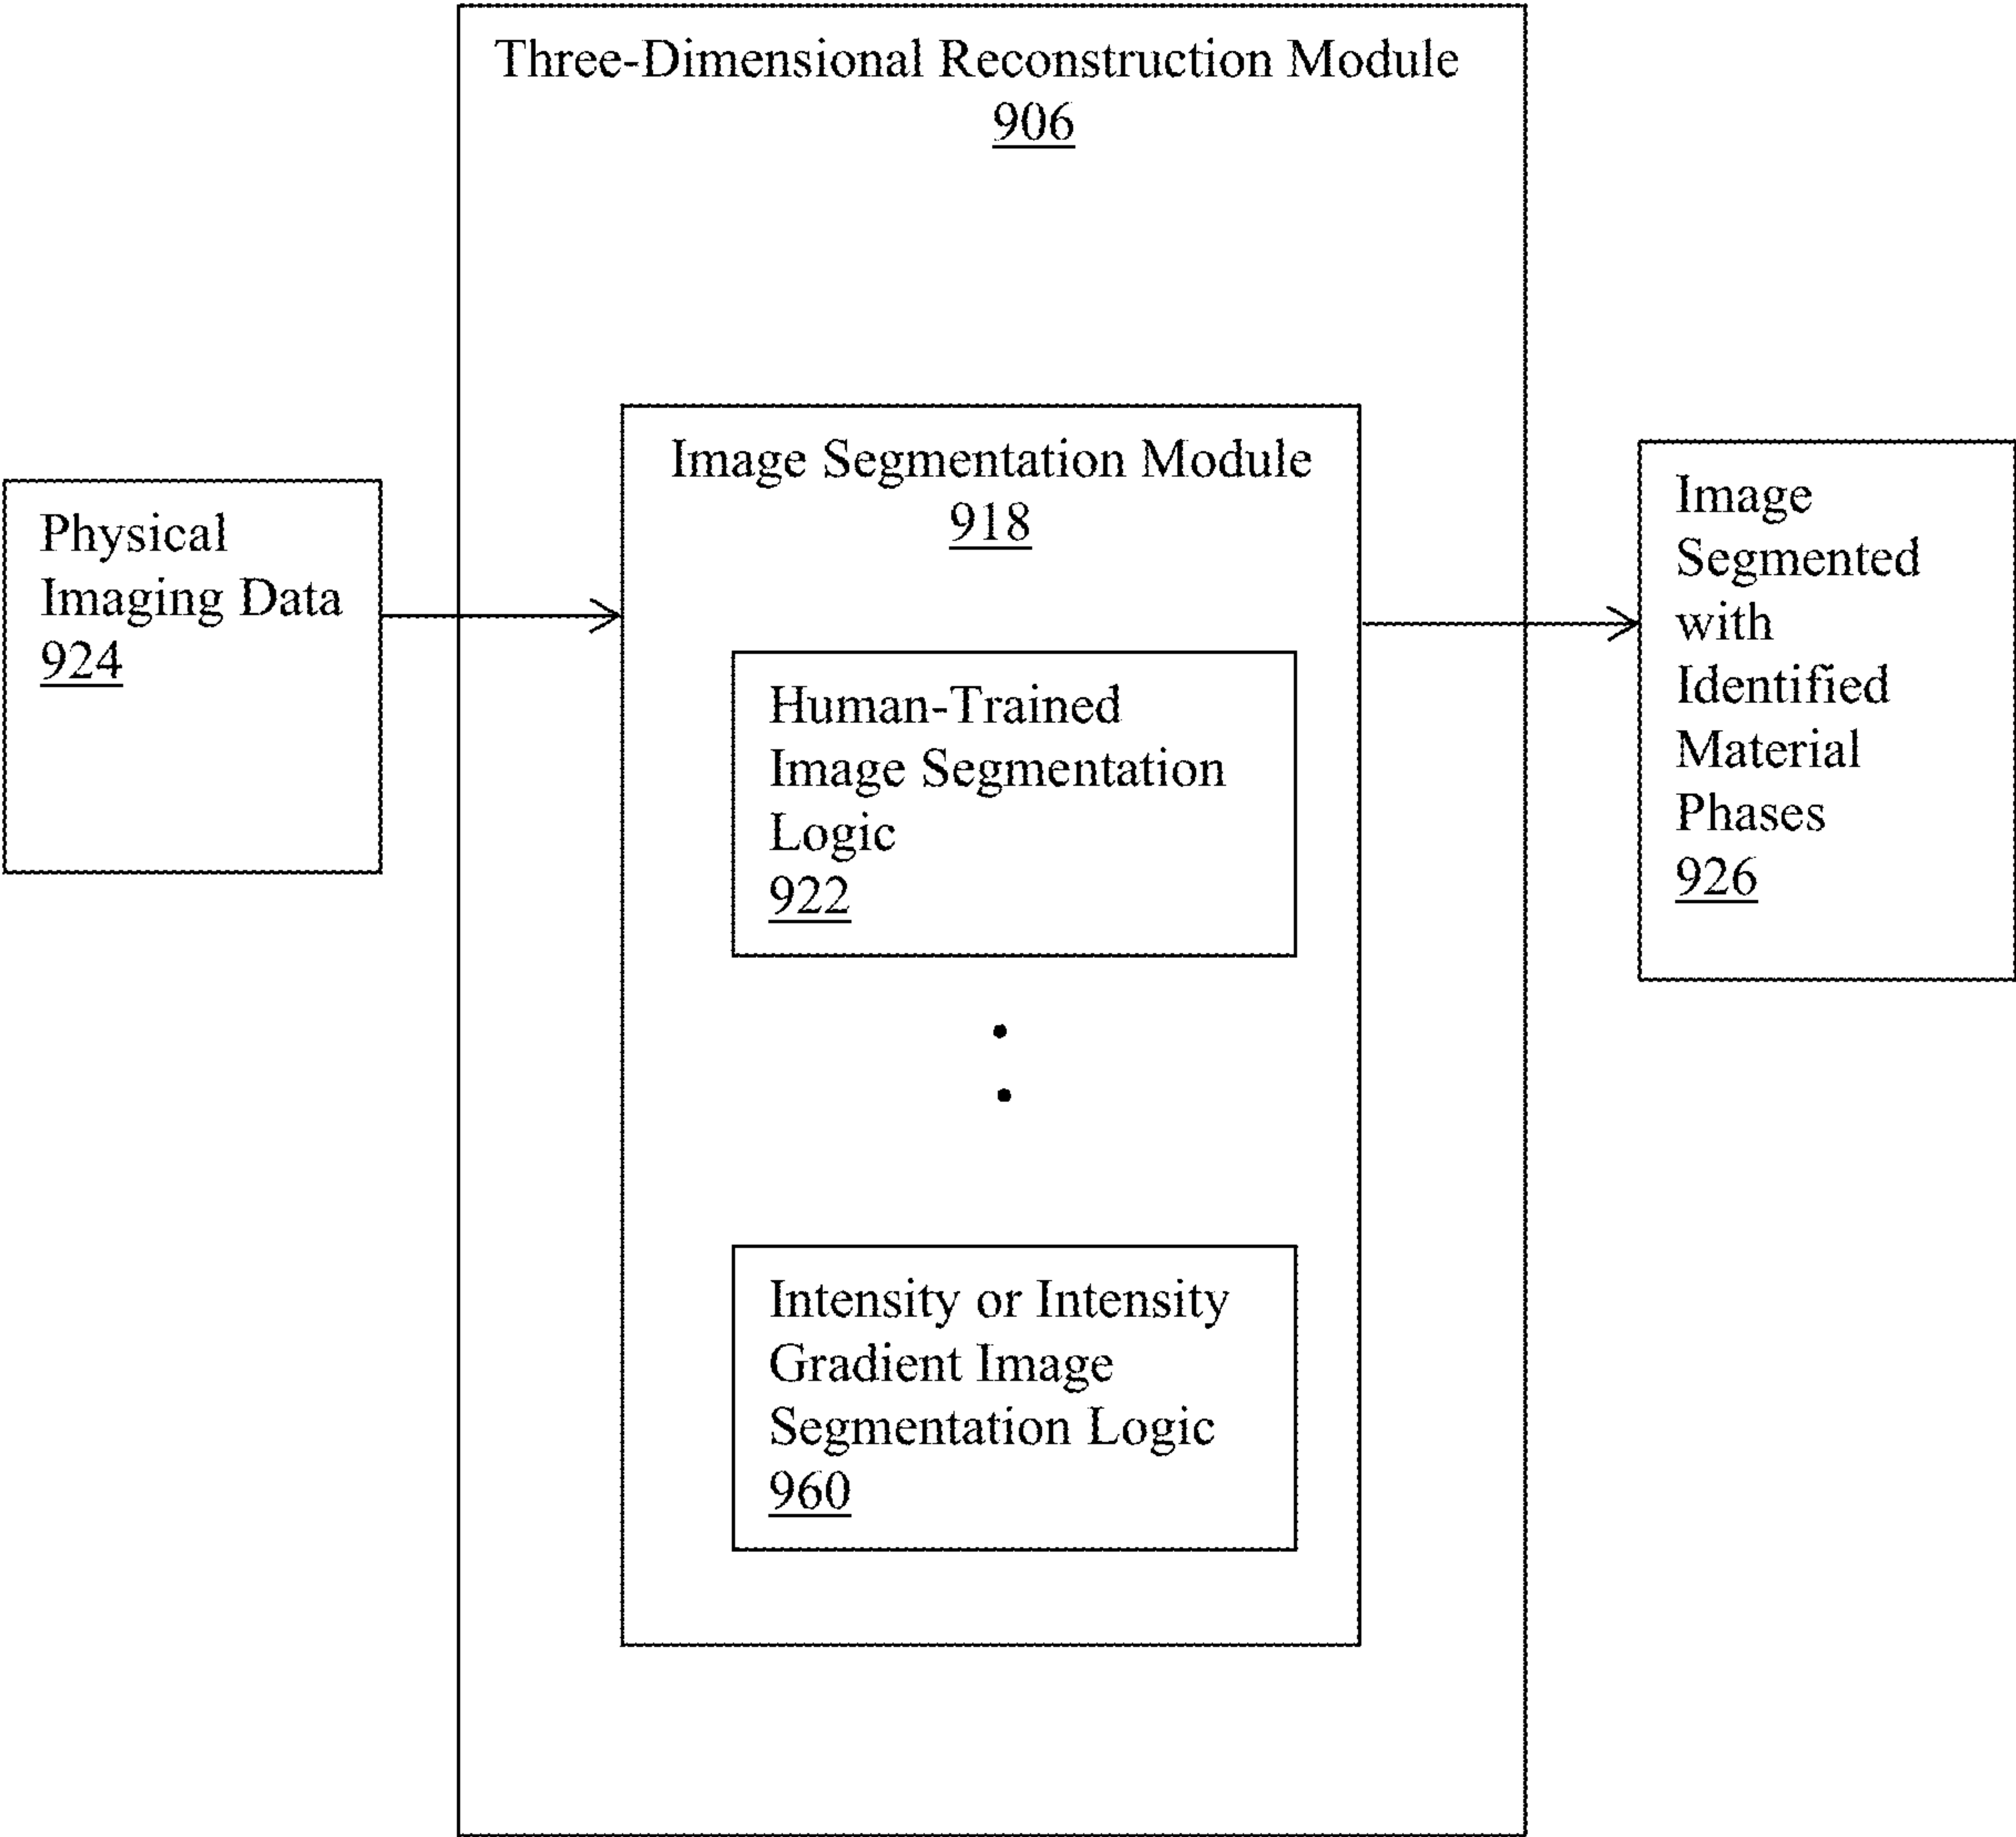 Three-Dimensional Reconstruction Module
906
Physical
Imaging Data
924
Image Segmentation Module
918
Human-Trained
Image Segmentation
Logic
922
Intensity or Intensity
Gradient Image
Segmentation Logic
960
Image
Segmented
with
Identified
Material
Phases
926